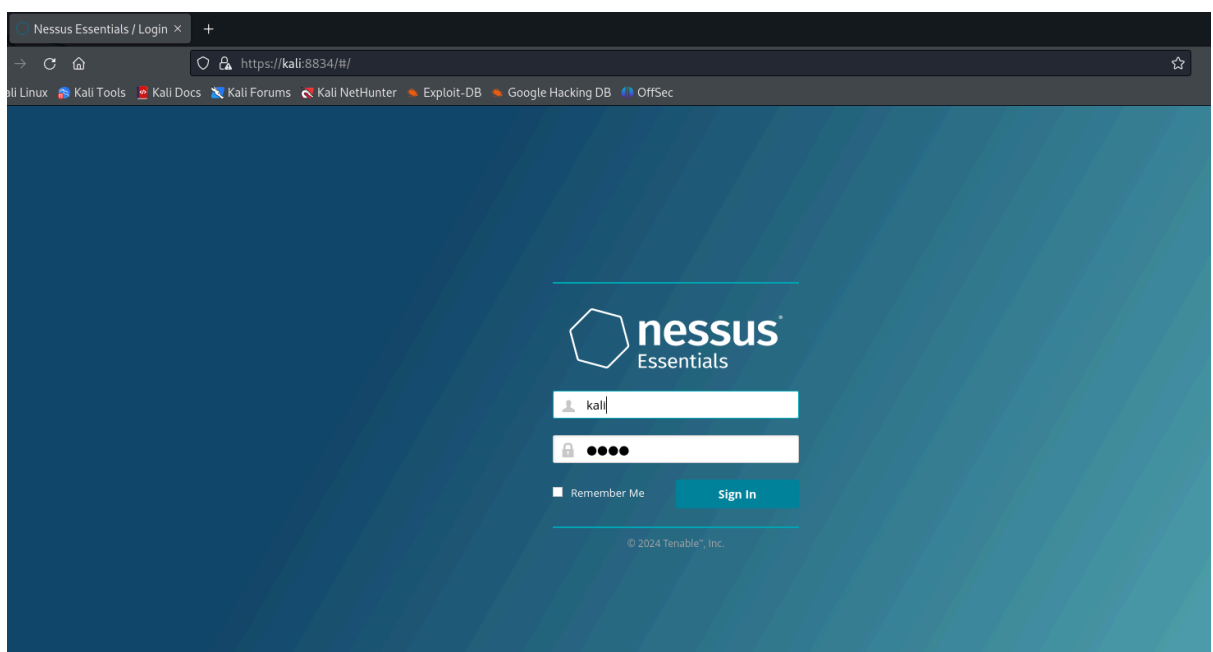 Nessus Essentials / Login × +
https://kali:8834/#/
ali Linux Kali Tools Kali Docs Kali Forums Kali NetHunter Exploit-DB Google Hacking DB OffSec
nessus
Essentials
kali
●●●●
Remember Me Sign In
© 2024 Tenable™, Inc.